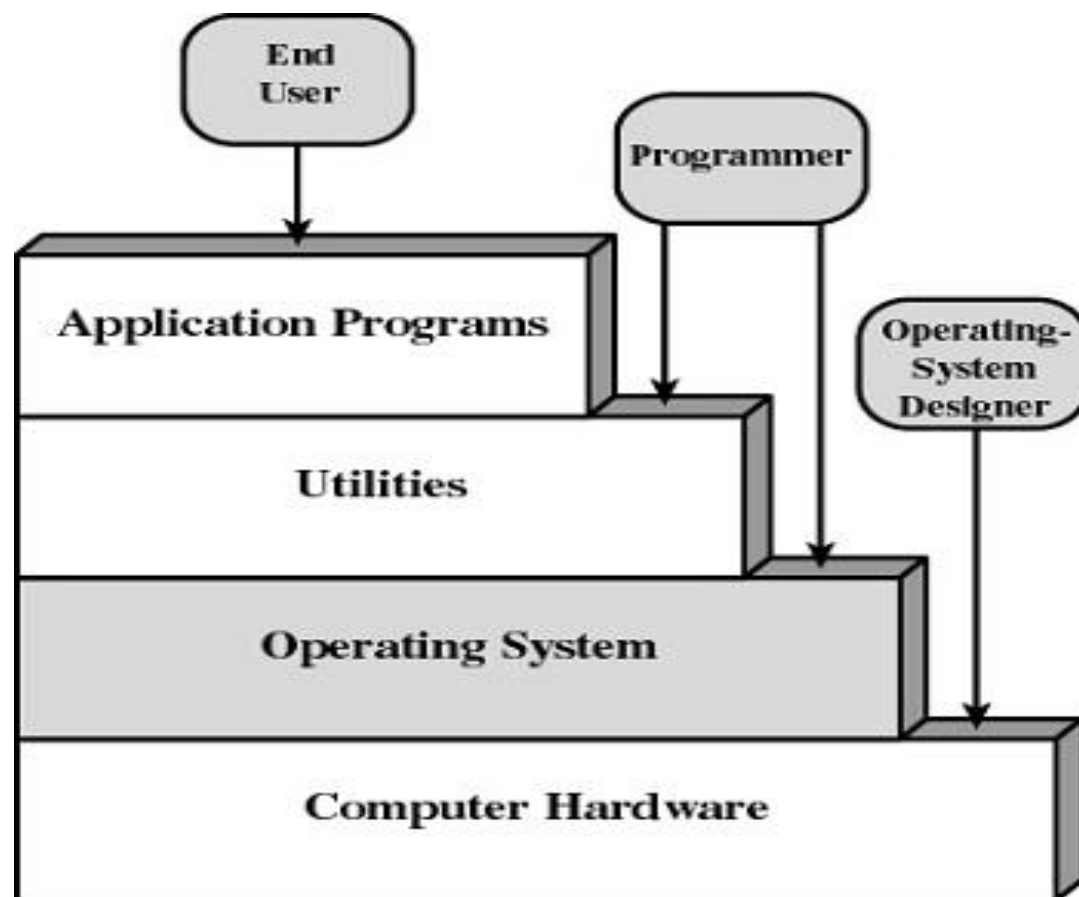 End
User
Programmer
Application Programs
Operating-
System
Designer
Utilities
Operating System
Computer Hardware